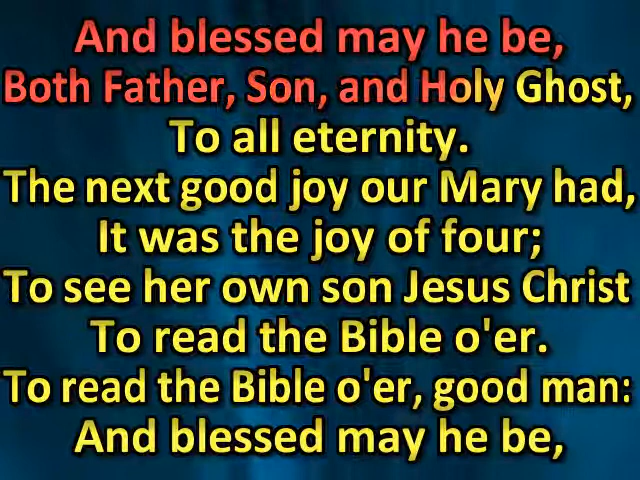 And blessed may he be,
Both Father, Son, and Holy Ghost,
To all eternity.
The next good joy our Mary had,
It was the joy of four;
To see her own son Jesus Christ
To read the Bible o'er.
To read the Bible o'er, good man:
And blessed may he be,